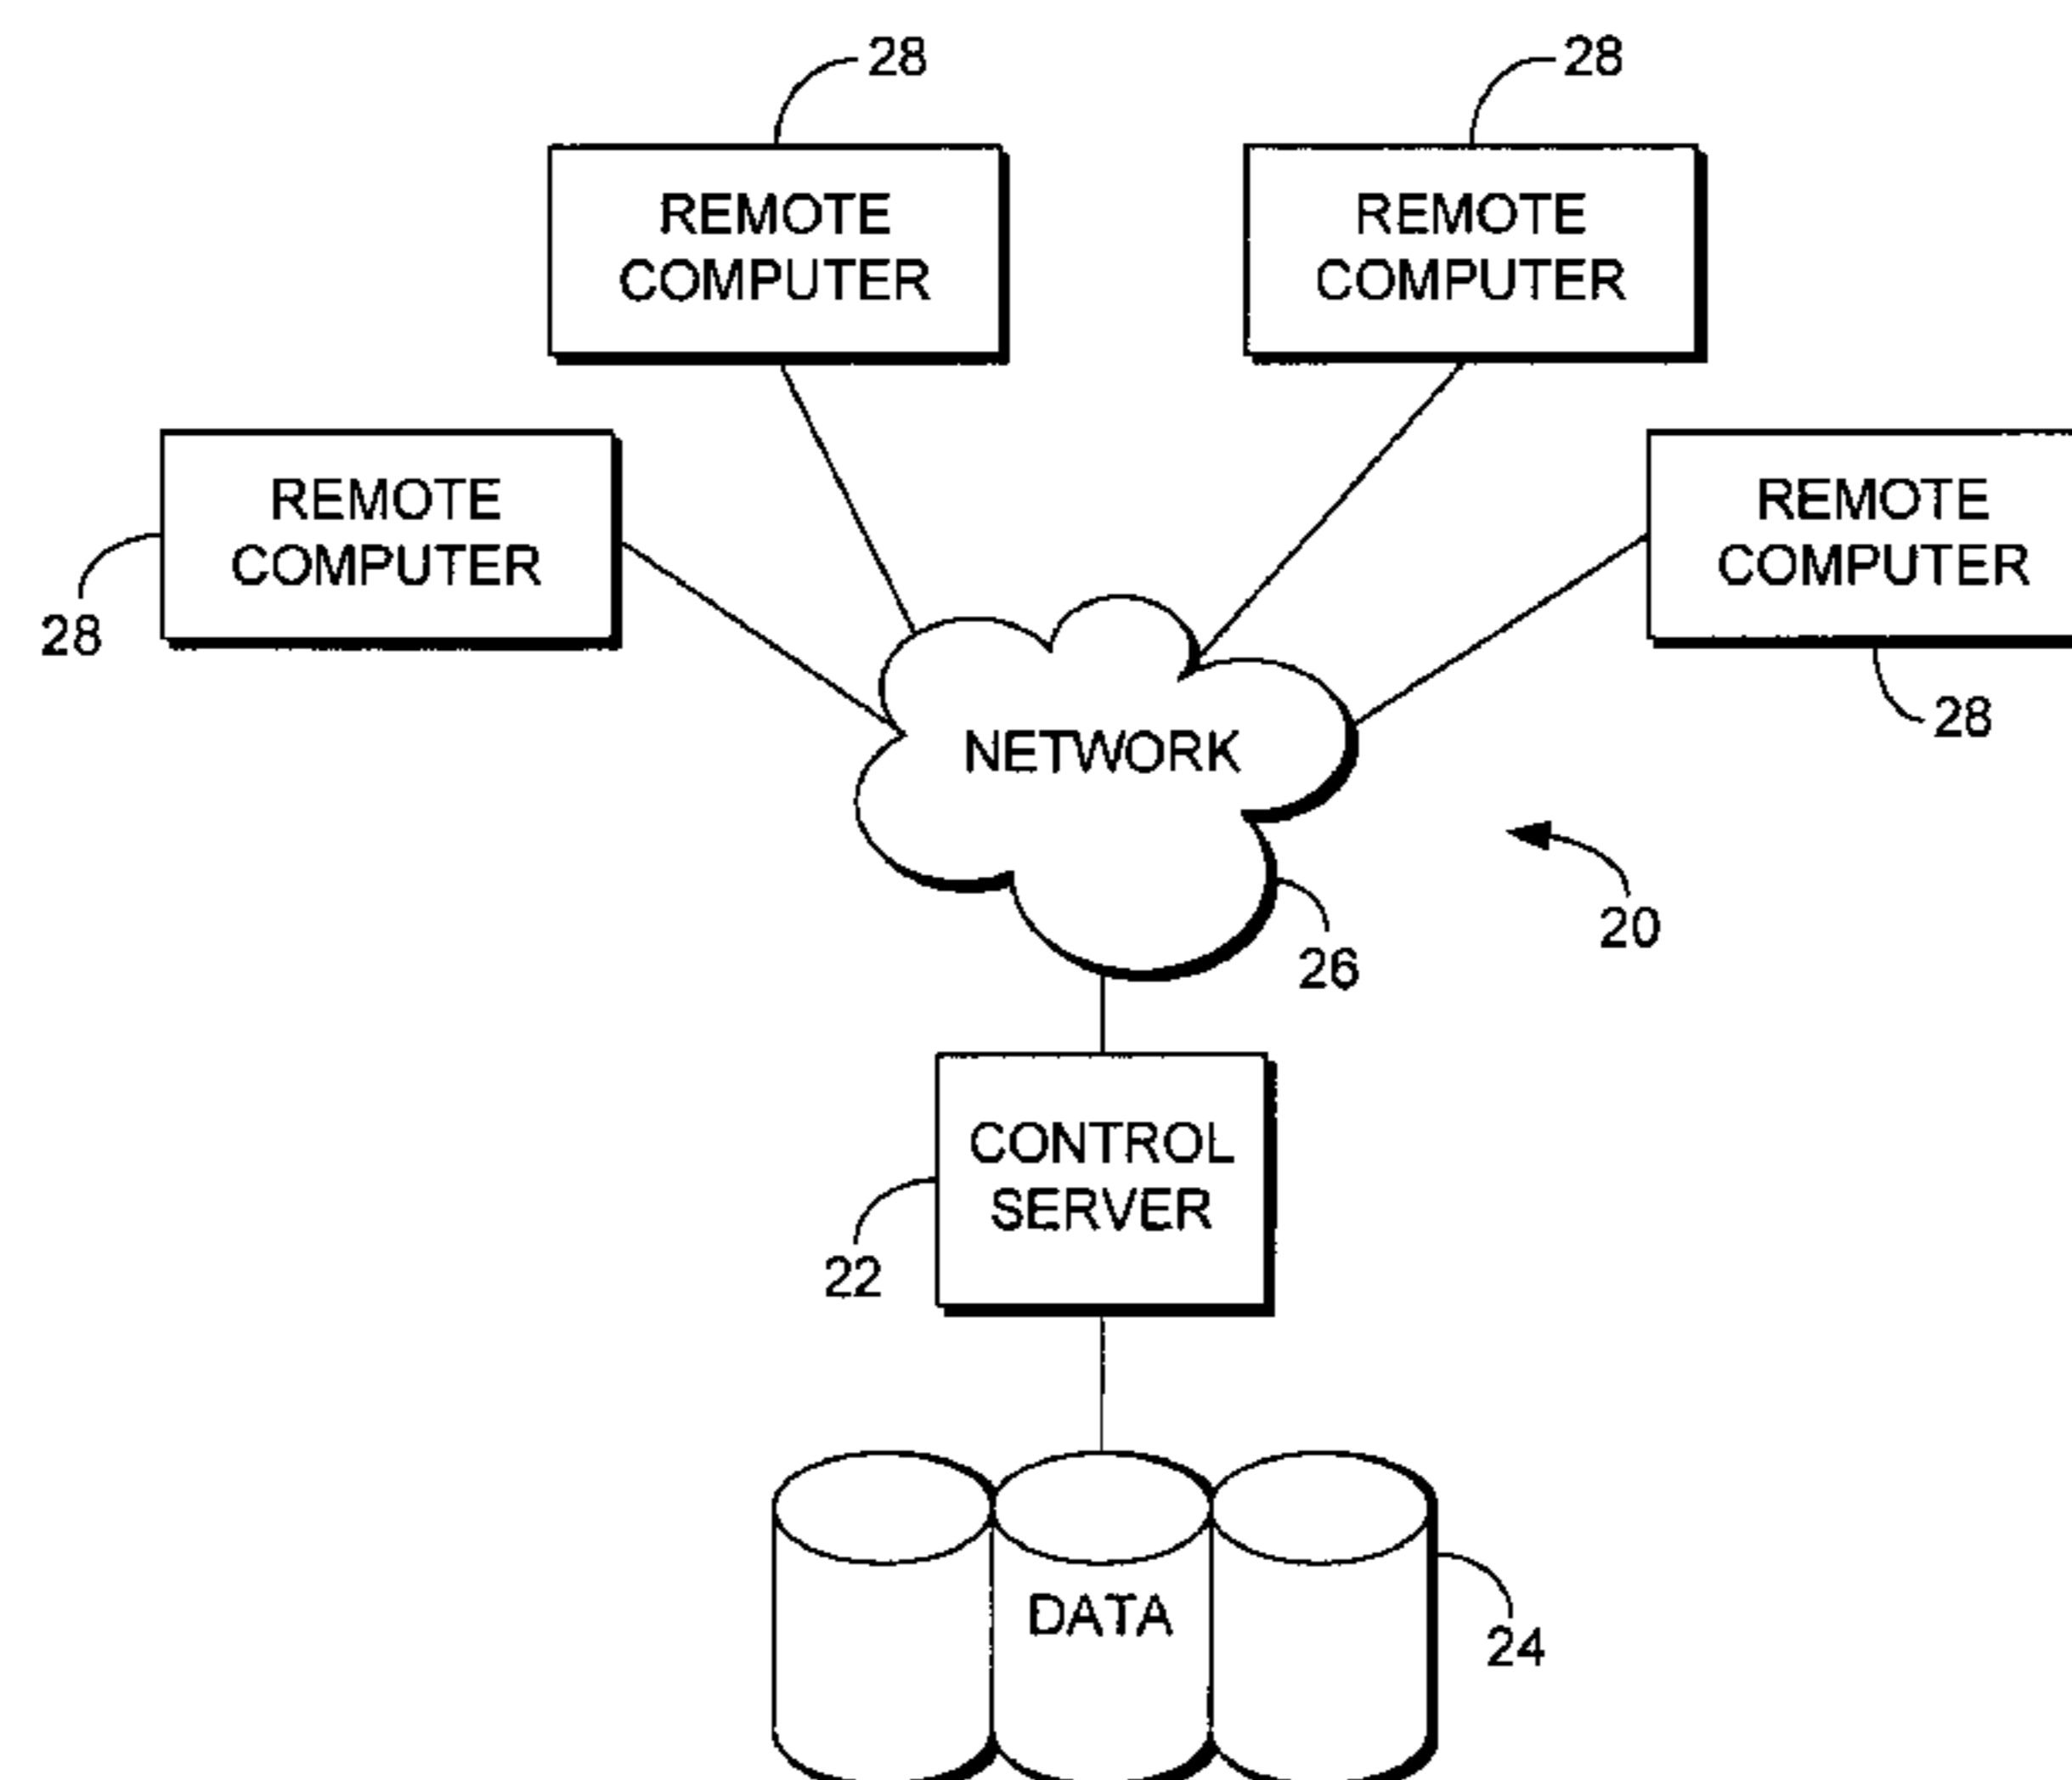 28
28
REMOTE
COMPUTER
REMOTE
COMPUTER
REMOTE
COMPUTER
REMOTE
COMPUTER
28
28
NETWORK
20
26
CONTROL
SERVER
22
DATA
24